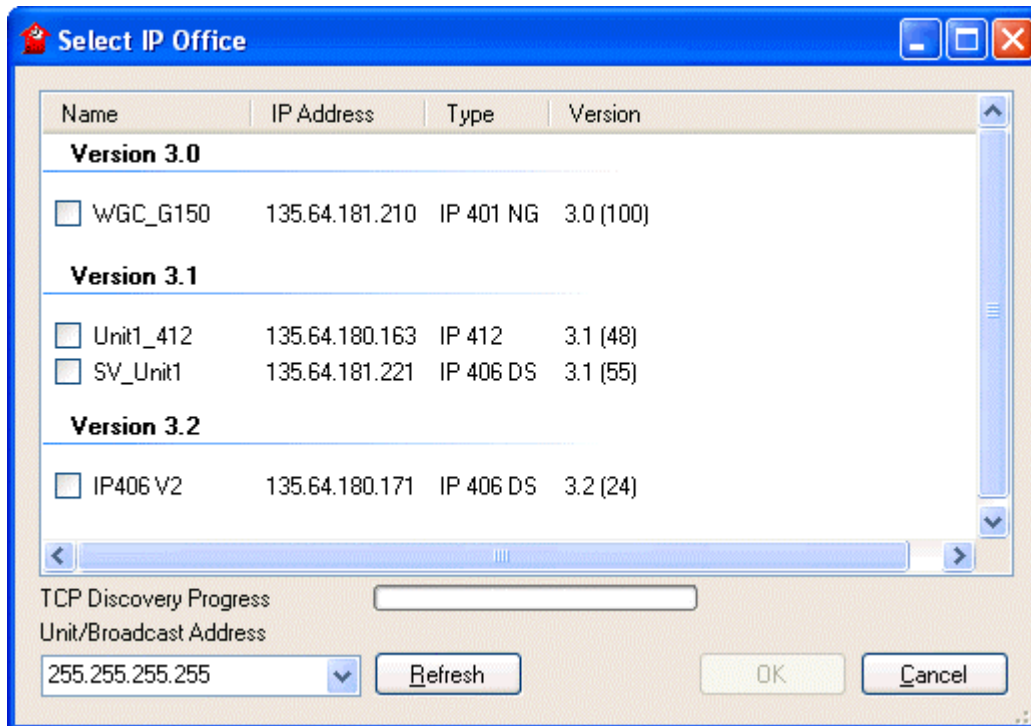 Select IP Office
Name IP Address Type Version
Version 3.0
WGC_G150 135.64.181.210 IP 401 NG 3.0 (100)
Version 3.1
Unit1_412 135.64.180.163 IP 412 3.1 (48)
SV_Unit1 135.64.181.221 IP 406 DS 3.1 (55)
Version 3.2
IP406 V2 135.64.180.171 IP 406 DS 3.2 (24)
TCP Discovery Progress
Unit/Broadcast Address
255.255.255.255 Refresh OK Cancel